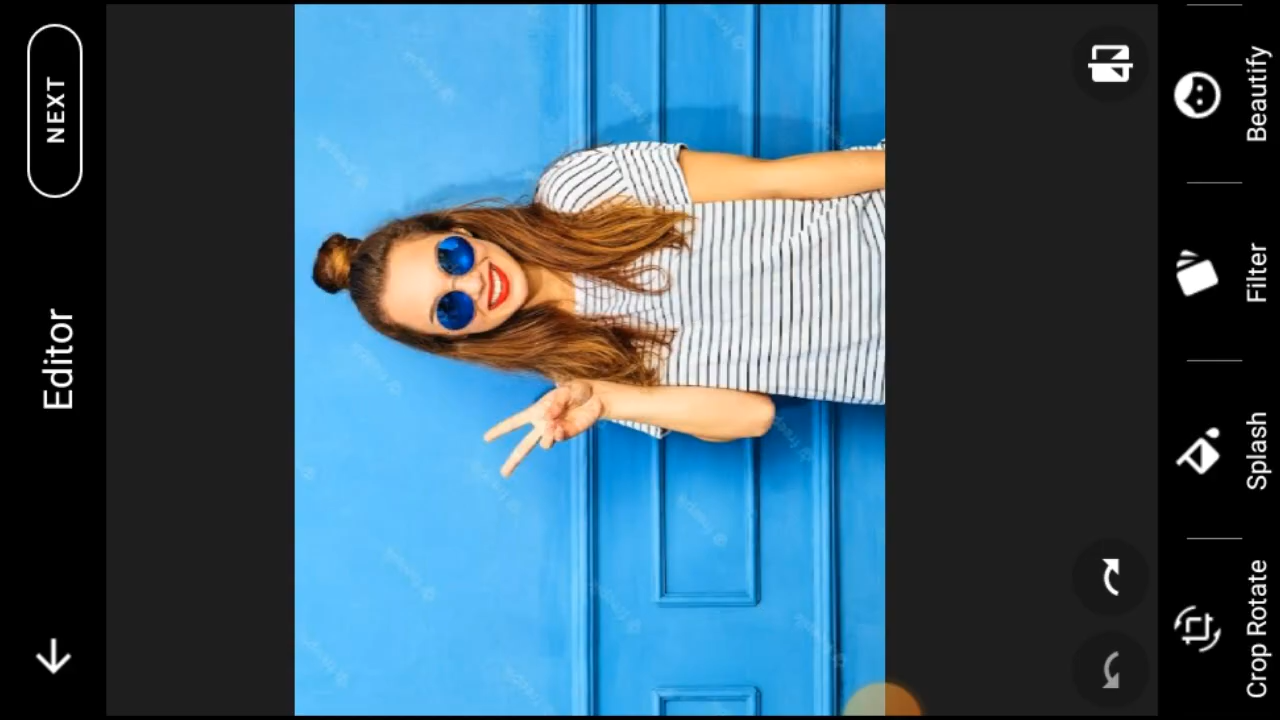 Editor
NEXT
Crop Rotate
Splash
Filter
Beautify